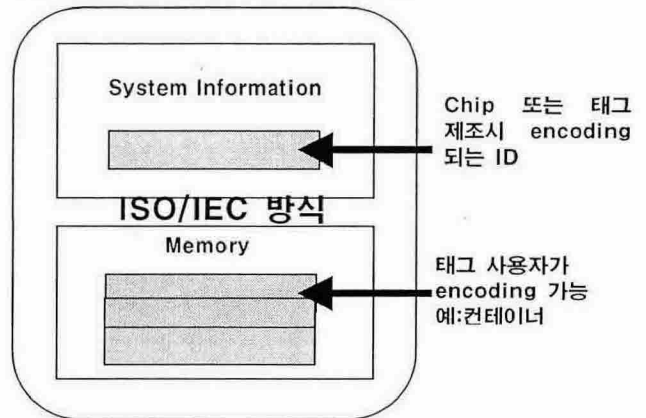 System Information
Chip 또는 태그
제조시 encoding
되는 ID
ISO/IEC 방식
Memory
태그 사용자가
encoding 가능
예:컨테이너